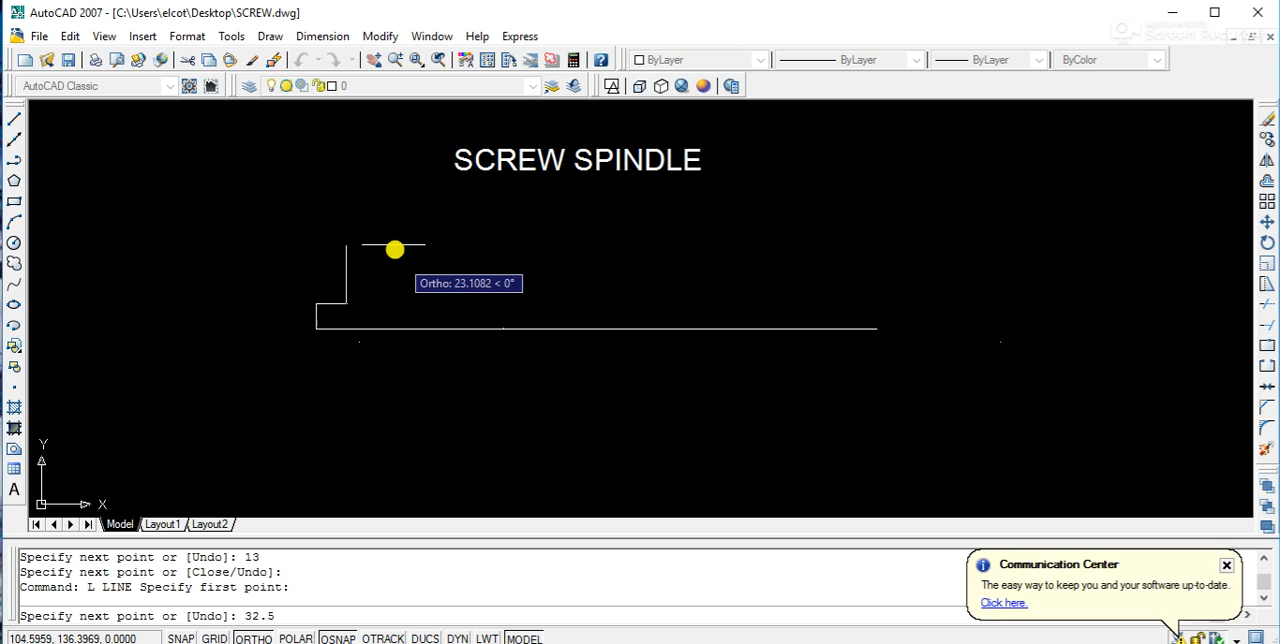 AutoCAD 2007 - [C:\Users\elcot\Desktop\SCREW.dwg]
File Edit View Insert Format Tools Draw Dimension Modify Window Help Express
ByLayer ByLayer ByLayer ByColor
AutoCAD Classic 0
SCREW SPINDLE
Ortho: 23.1082 < 0°
Y
X
A
Model Layout1 Layout2
Specify next point or [Undo]: 13
Specify next point or [Close/Undo]:
Command: L LINE Specify first point:
Specify next point or [Undo]: 32.5
Communication Center
The easy way to keep you and your software up-to-date.
Click here.
104.5959, 136.3969, 0.0000 SNAP GRID ORTHO POLAR OSNAP OTRACK DUCS DYN LWT MODEL